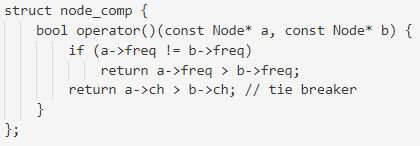 struct node_comp {
    bool operator()(const Node* a, const Node* b) {
        if (a->freq != b->freq)
            return a->freq > b->freq;
        return a->ch > b->ch; // tie breaker
    }
};